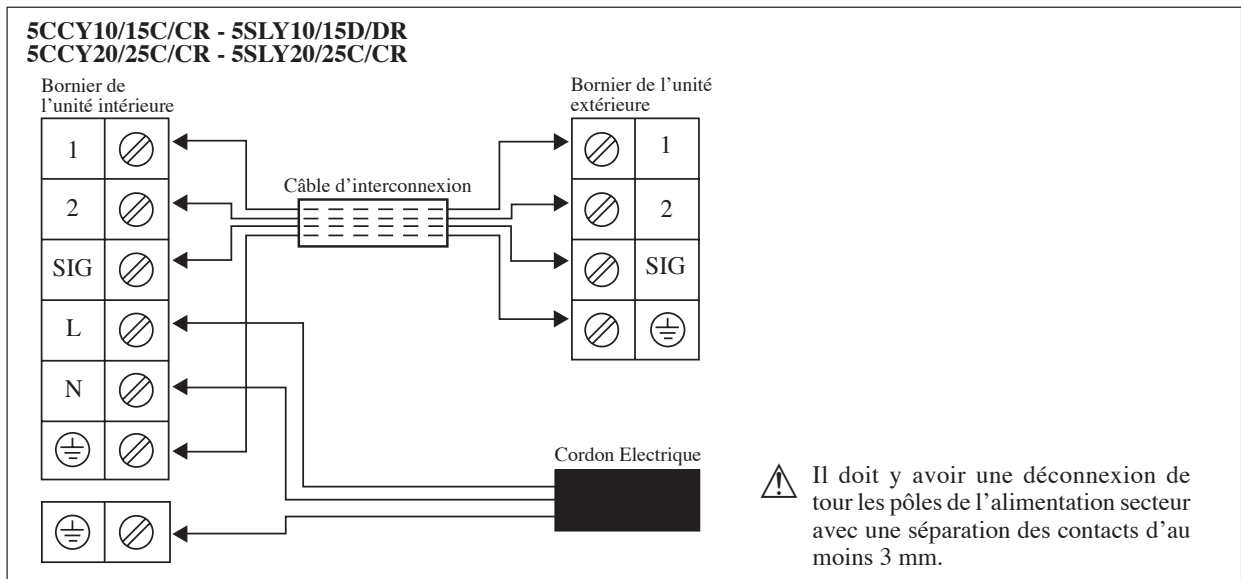 5CCY10/15C/CR - 5SLY10/15D/DR
5CCY20/25C/CR - 5SLY20/25C/CR
Bornier de
l’unité intérieure
1
2
SIG
L
N
Câble d’interconnexion
Bornier de l’unité
extérieure
1
2
SIG
Cordon Electrique
Il doit y avoir une déconnexion de
tour les pôles de l’alimentation secteur
avec une séparation des contacts d’au
moins 3 mm.